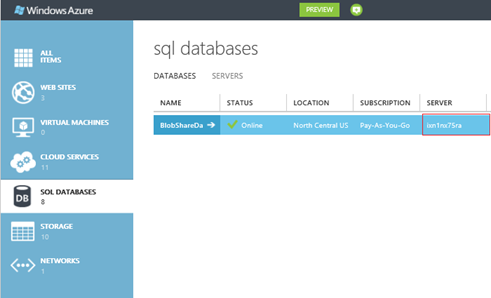 Windows Azure
PREVIEW
ALL
ITEMS
WEB SITES
3
VIRTUAL MACHINES
0
CLOUD SERVICES
11
DB
SQL DATABASES
8
STORAGE
10
NETWORKS
1
sql databases
DATABASES SERVERS
NAME STATUS LOCATION SUBSCRIPTION SERVER
BlobShareDa Online North Central US Pay-As-You-Go ixn1nx75ra